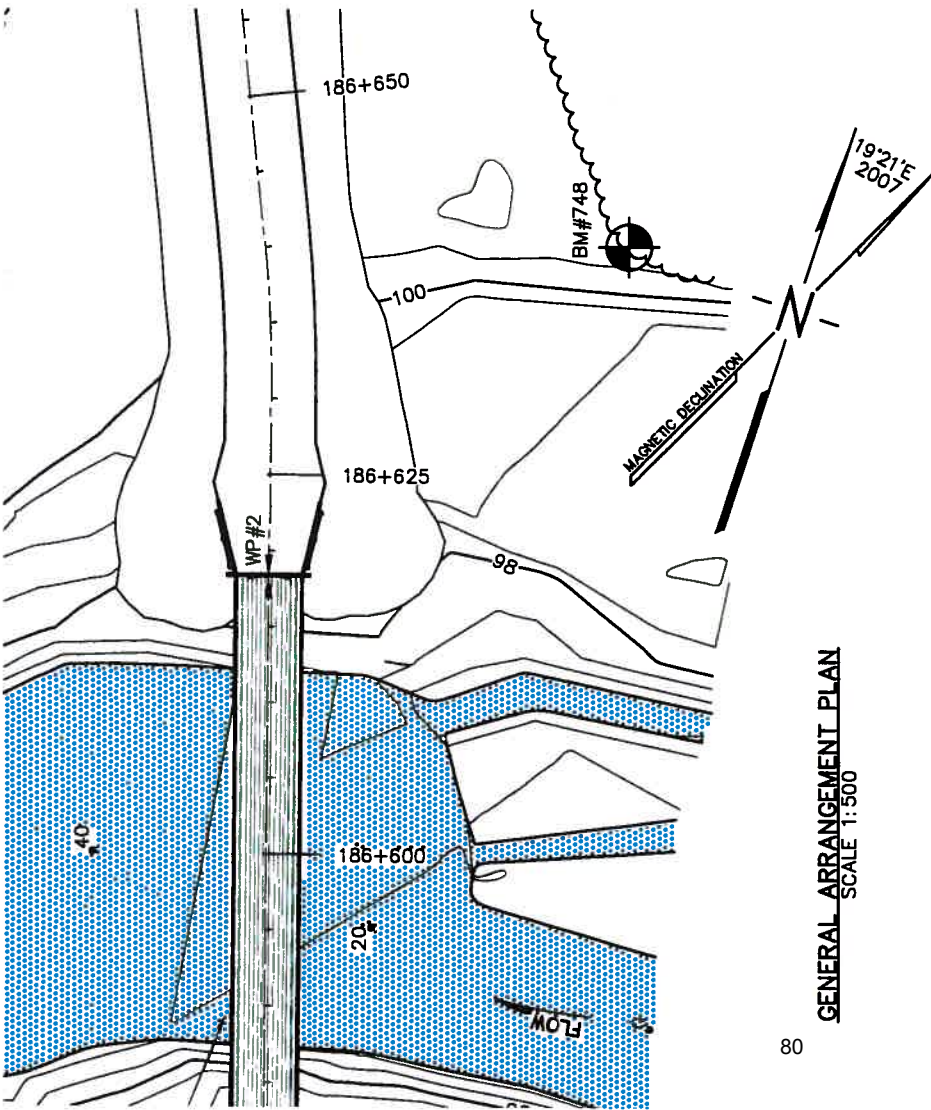 186+650
BM#748
19°21'E
2007
100
N
MAGNETIC DECLINATION
186+625
WP#2
98
40
186+600
20
FLOW
GENERAL ARRANGEMENT PLAN
SCALE 1:500
80